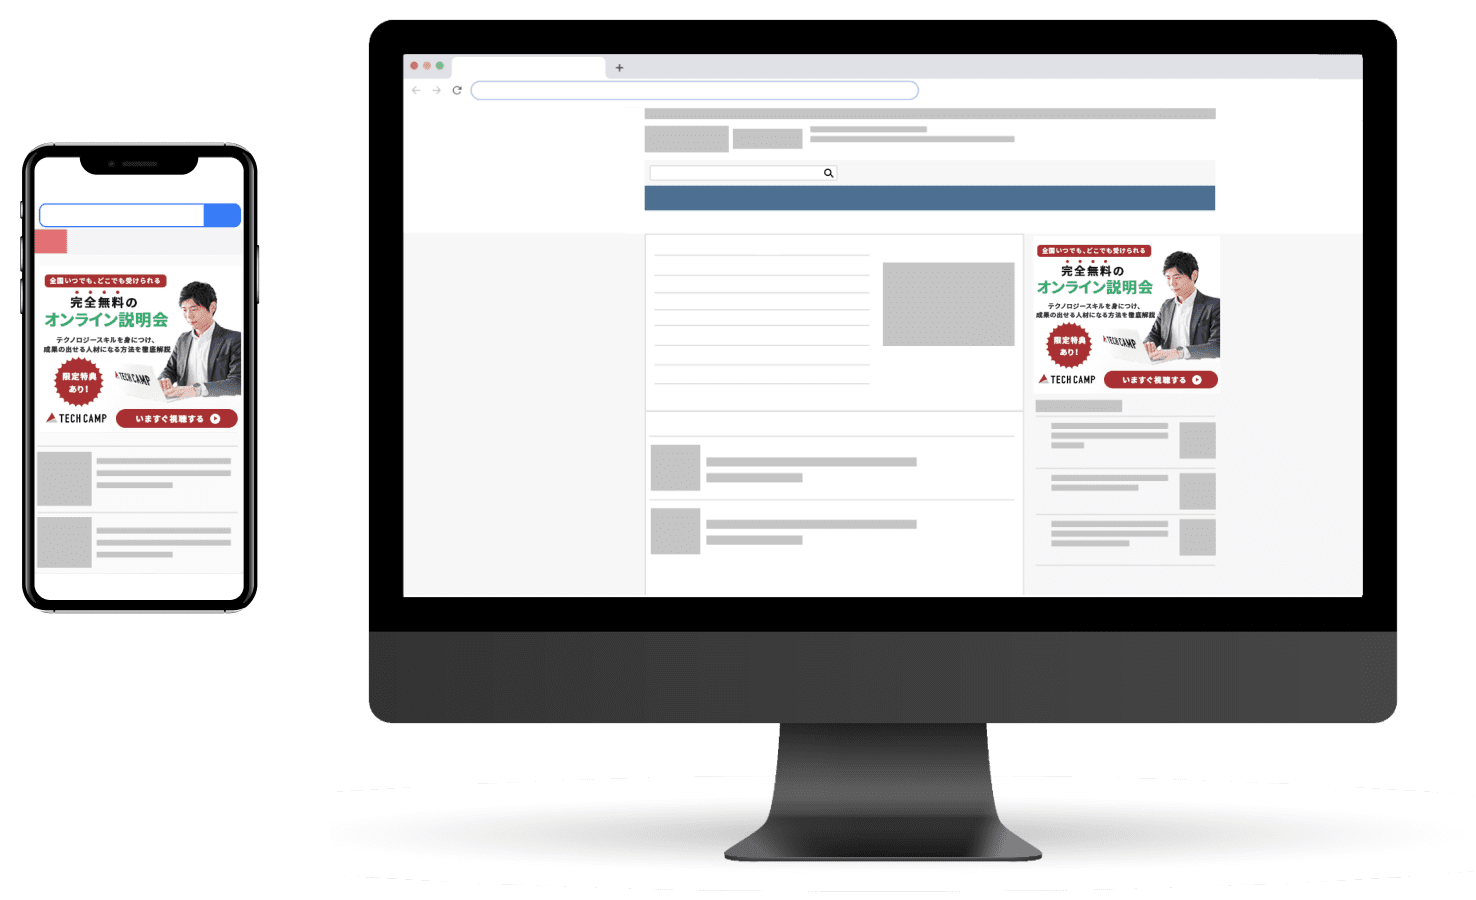 全国いつでも、どこでも受けられる
完全無料の
オンライン説明会
テクノロジースキルを身につけ、
成果の出せる人材になる方法を徹底解説
限定特典
あり!
TECH CAMP
TECH CAMP
いますぐ視聴する
全国いつでも、どこでも受けられる
完全無料の
オンライン説明会
テクノロジースキルを身につけ、
成果の出せる人材になる方法を徹底解説
限定特典
あり!
TECH CAMP
TECH CAMP
いますぐ視聴する